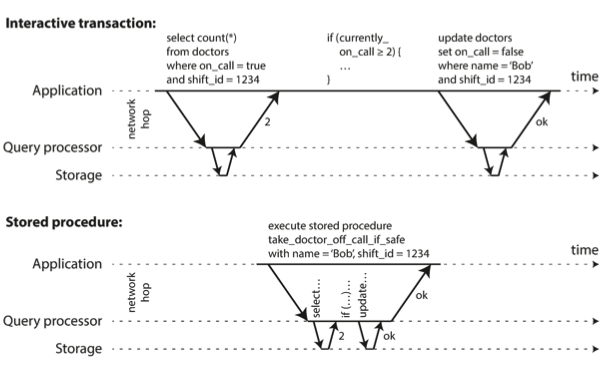 Interactive transaction:
select count(*)
from doctors
where on_call = true
and shift_id = 1234
if (currently_
on_call ≥ 2) {
...
}
update doctors
set on_call = false
where name = 'Bob'
and shift_id = 1234
time
Application
network
hop
2
ok
Query processor
Storage
Stored procedure:
execute stored procedure
take_doctor_off_call_if_safe
with name = 'Bob', shift_id = 1234
time
Application
network
hop
select...
if (...)...
update...
ok
Query processor
2
ok
Storage